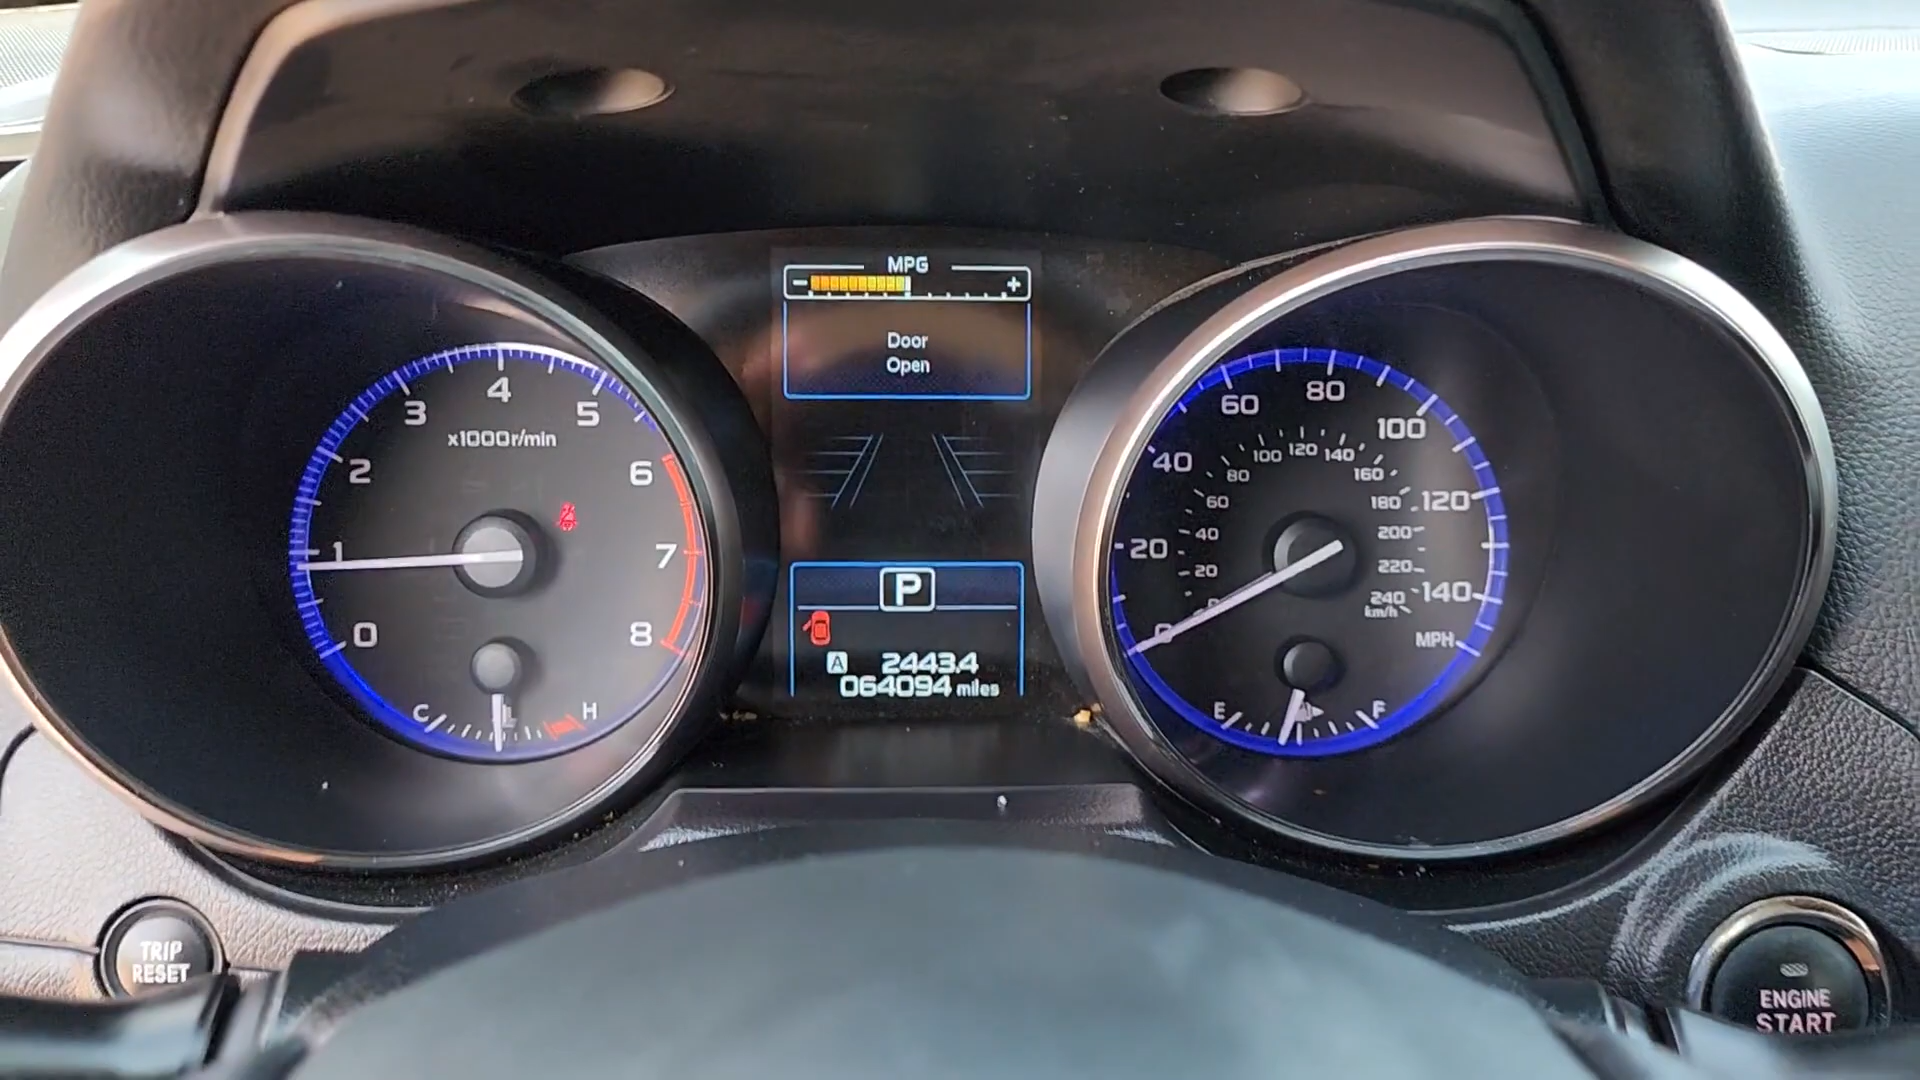 MPG
- +
Door
Open
4
3 5
x1000r/min
2 6
1 7
0 8
C H
P
A 2443.4
064094 miles
80
60 100
40 120
20 140
0 MPH
100 120 140
80 160
60 180
40 200
20 220
0 240
km/h
E F
TRIP
RESET
ENGINE
START